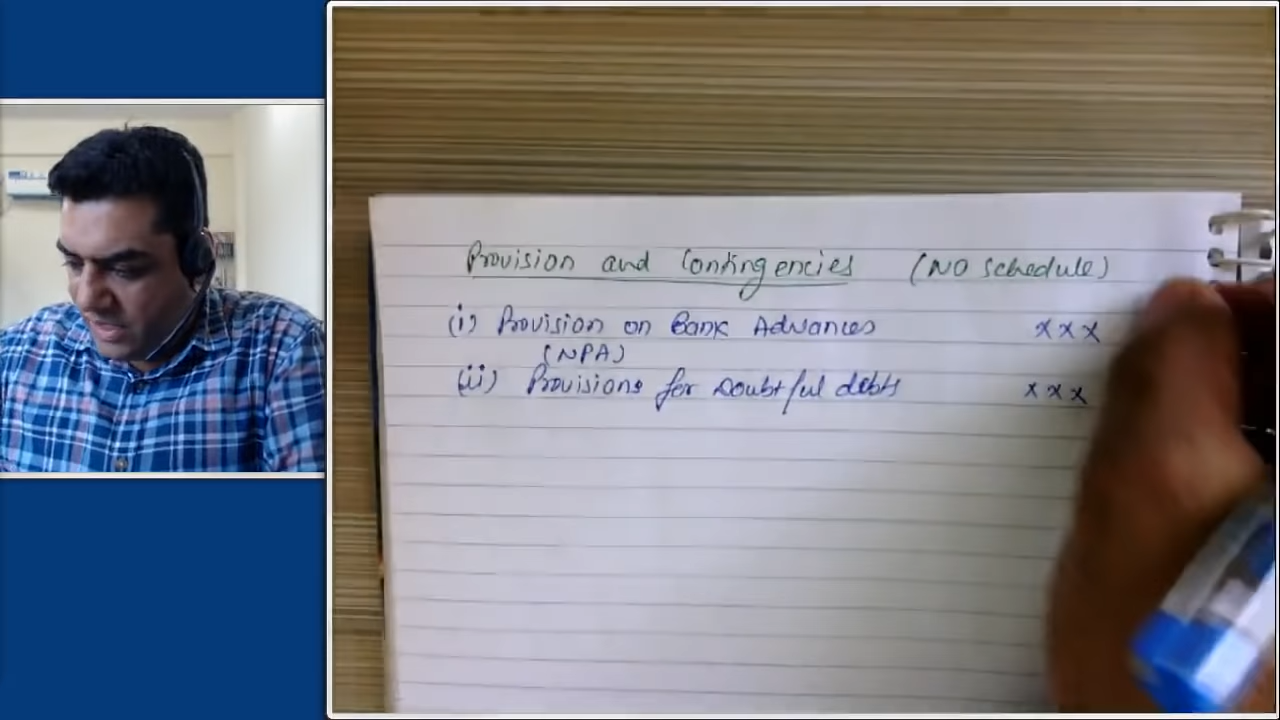 Provision and Contingencies (NO Schedule)
(i) Provision on Bank Advances xxx
(NPA)
(ii) Provisions for Doubtful debts xxx